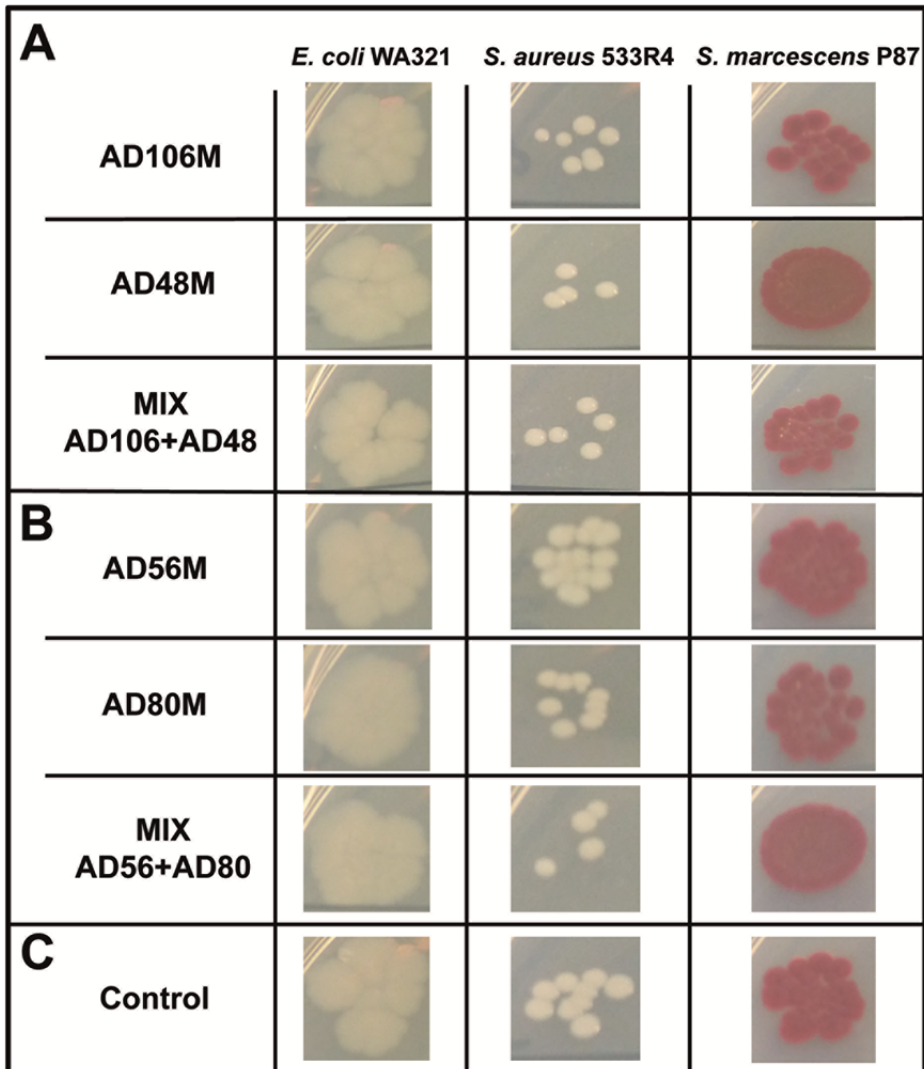 A
E. coli WA321 S. aureus 533R4 S. marcescens P87
AD106M
AD48M
MIX
AD106+AD48
B
AD56M
AD80M
MIX
AD56+AD80
C
Control